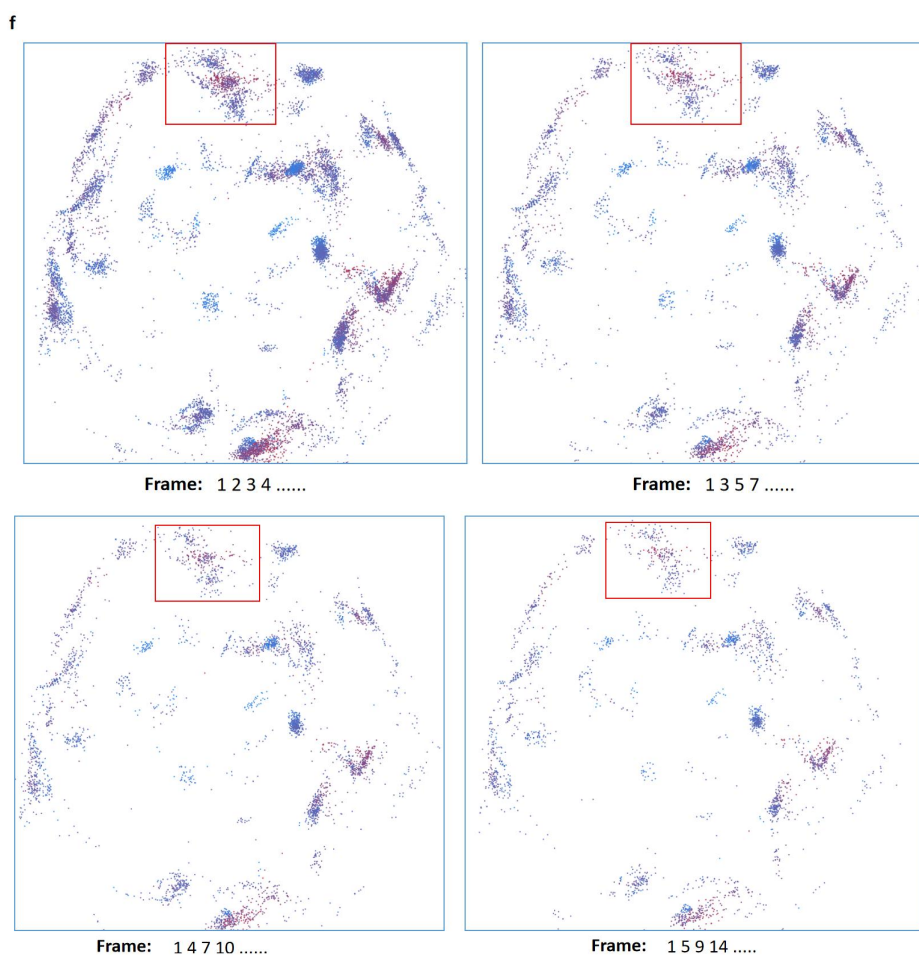 f
Frame: 1 2 3 4 ......
Frame: 1 3 5 7 ......
Frame: 1 4 7 10 ......
Frame: 1 5 9 14 .....